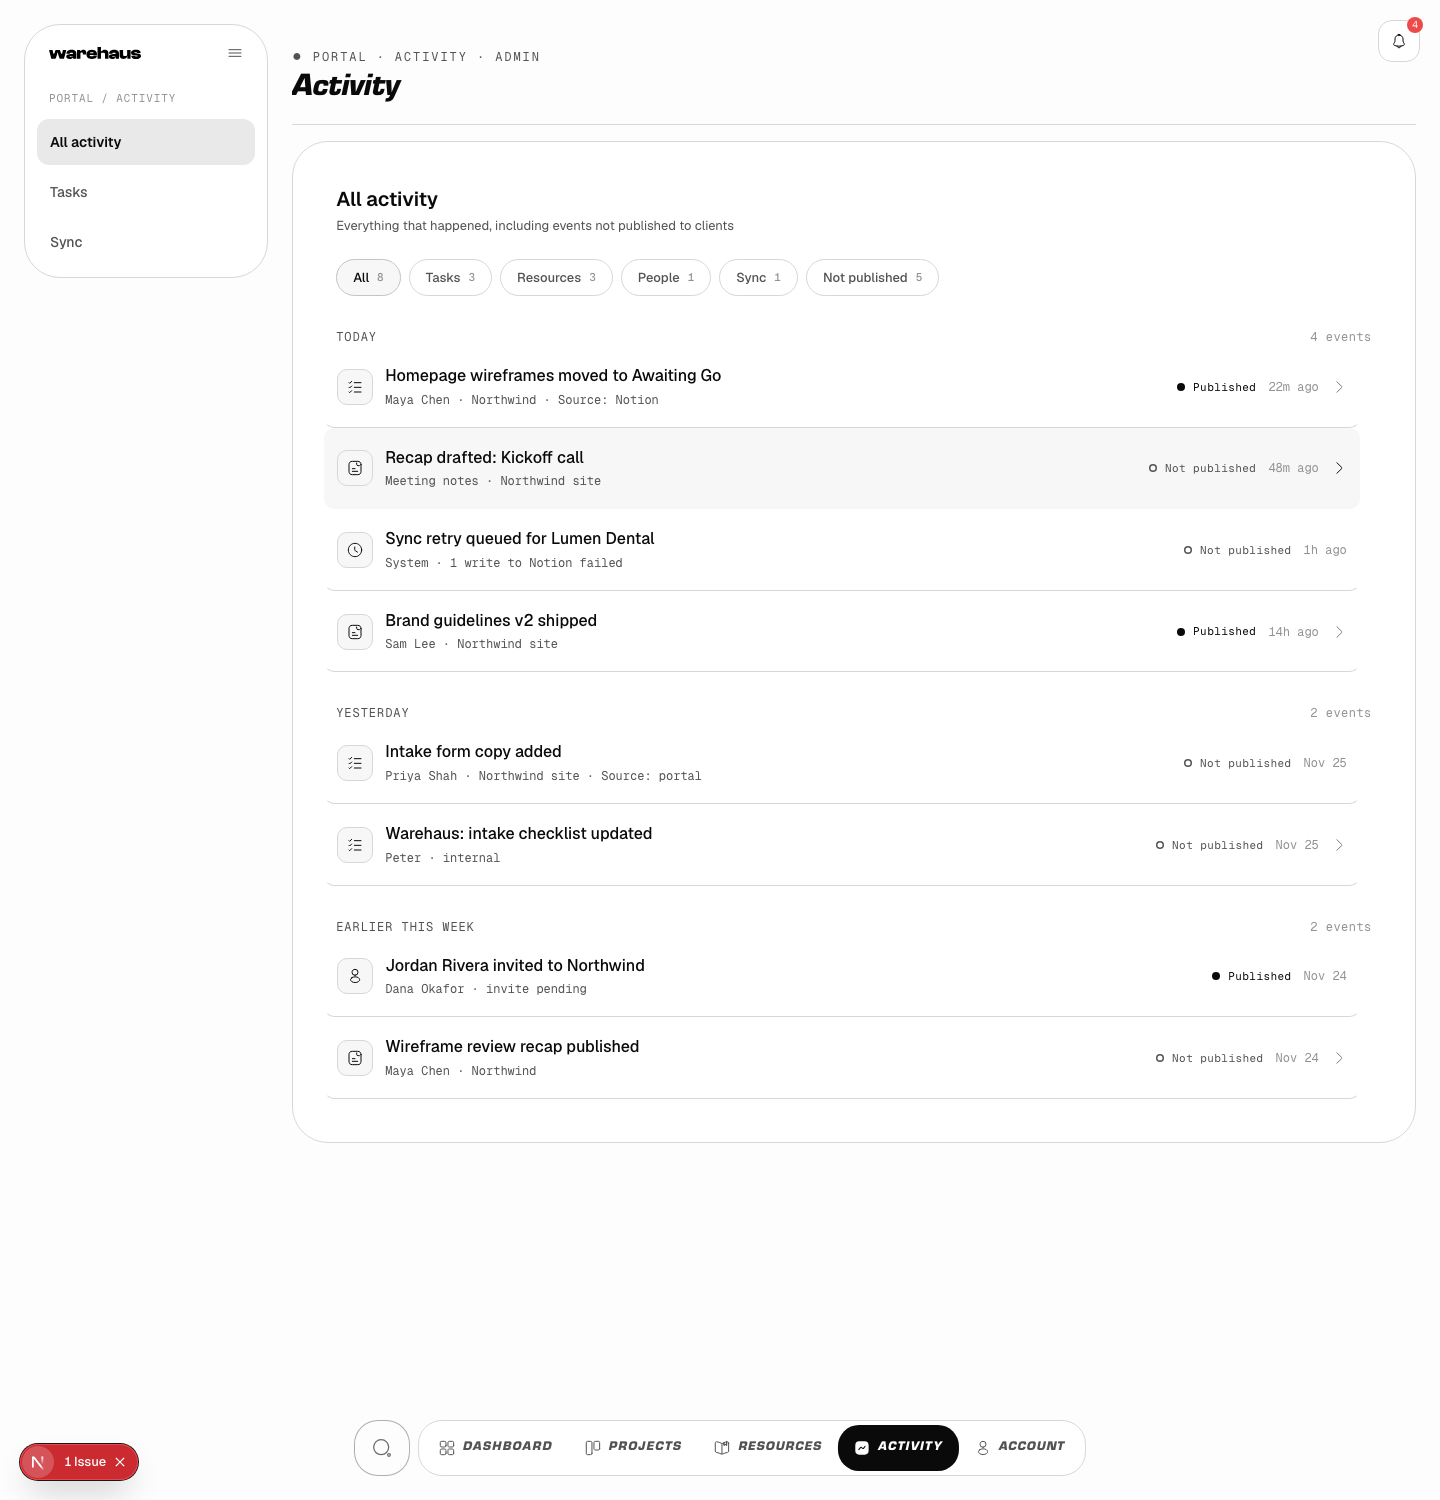 warehaus
PORTAL / ACTIVITY
All activity
Tasks
Sync
4
PORTAL · ACTIVITY · ADMIN
Activity
All activity
Everything that happened, including events not published to clients
All 8
Tasks 3
Resources 3
People 1
Sync 1
Not published 5
TODAY 4 events
Homepage wireframes moved to Awaiting Go
Maya Chen · Northwind · Source: Notion
Published 22m ago
Recap drafted: Kickoff call
Meeting notes · Northwind site
Not published 48m ago
Sync retry queued for Lumen Dental
System · 1 write to Notion failed
Not published 1h ago
Brand guidelines v2 shipped
Sam Lee · Northwind site
Published 14h ago
YESTERDAY 2 events
Intake form copy added
Priya Shah · Northwind site · Source: portal
Not published Nov 25
Warehaus: intake checklist updated
Peter · internal
Not published Nov 25
EARLIER THIS WEEK 2 events
Jordan Rivera invited to Northwind
Dana Okafor · invite pending
Published Nov 24
Wireframe review recap published
Maya Chen · Northwind
Not published Nov 24
DASHBOARD
PROJECTS
RESOURCES
ACTIVITY
ACCOUNT
N 1 Issue